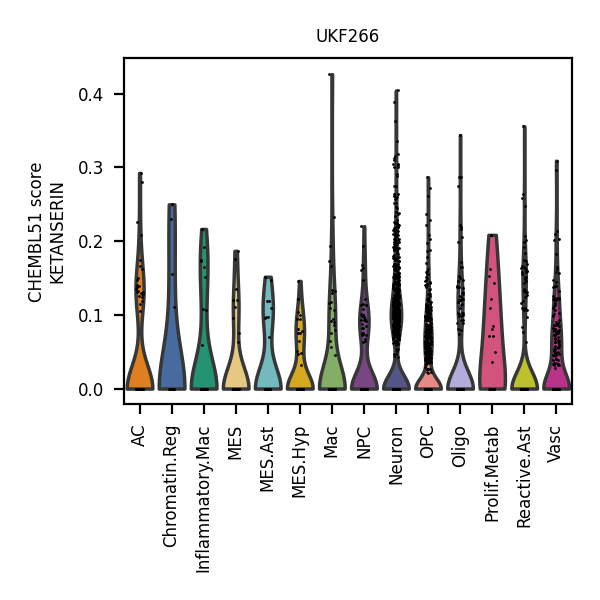 UKF266
CHEMBL51 score
KETANSERIN
0.4
0.3
0.2
0.1
0.0
AC
Chromatin.Reg
Inflammatory.Mac
MES
MES.Ast
MES.Hyp
Mac
NPC
Neuron
OPC
Oligo
Prolif.Metab
Reactive.Ast
Vasc